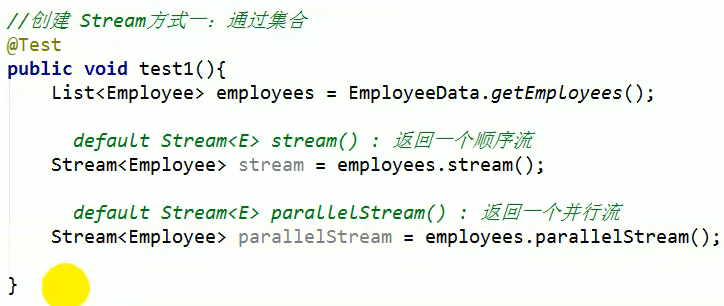 //创建 Stream方式一：通过集合
@Test
public void test1(){
List<Employee> employees = EmployeeData.getEmployees();
default Stream<E> stream() : 返回一个顺序流
Stream<Employee> stream = employees.stream();
default Stream<E> parallelStream() : 返回一个并行流
Stream<Employee> parallelStream = employees.parallelStream();
}